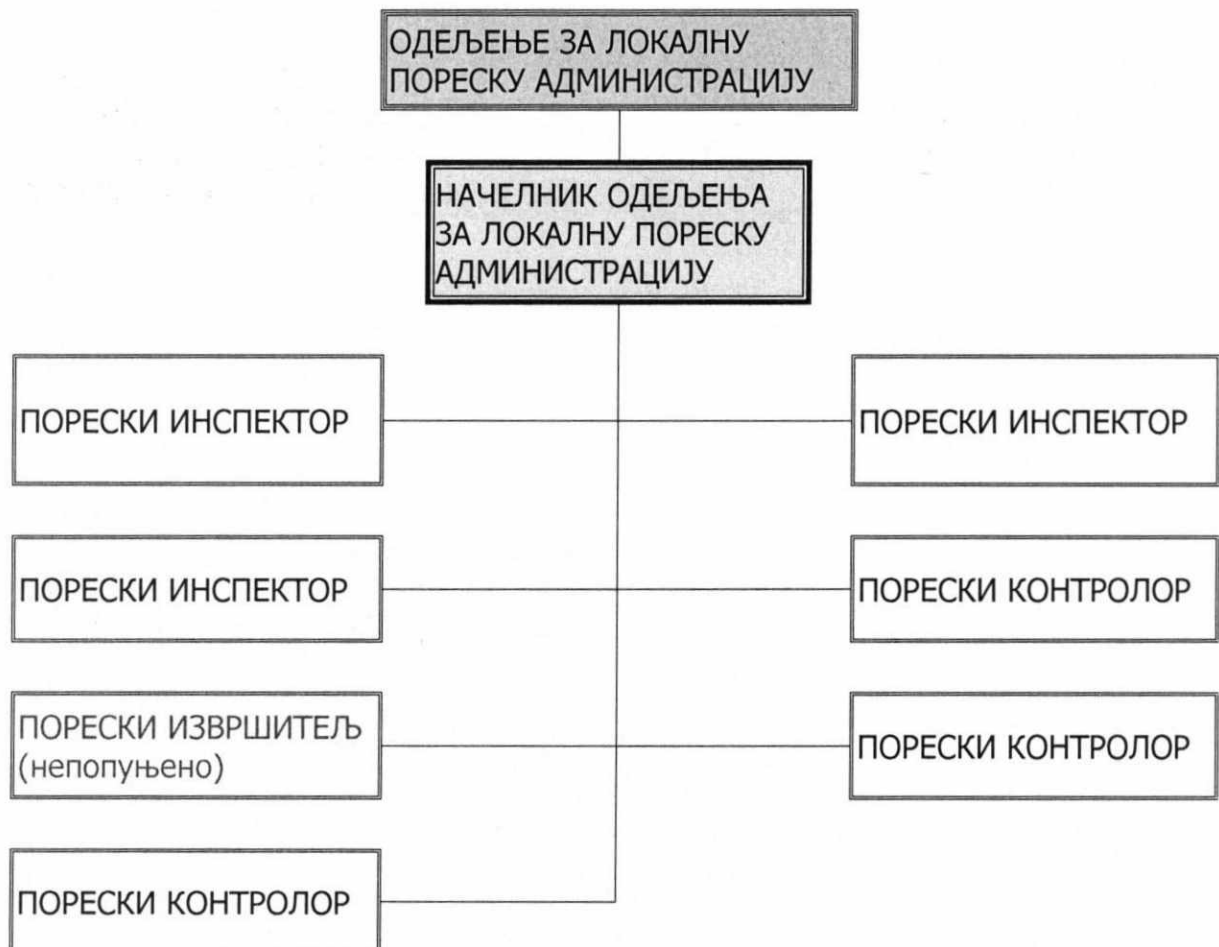 ОДЕЉЕЊЕ ЗА ЛОКАЛНУ
ПОРЕСКУ АДМИНИСТРАЦИЈУ
НАЧЕЛНИК ОДЕЉЕЊА
ЗА ЛОКАЛНУ ПОРЕСКУ
АДМИНИСТРАЦИЈУ
ПОРЕСКИ ИНСПЕКТОР
ПОРЕСКИ ИНСПЕКТОР
ПОРЕСКИ ИНСПЕКТОР
ПОРЕСКИ КОНТРОЛОР
ПОРЕСКИ ИЗВРШИТЕЉ
(непопуњено)
ПОРЕСКИ КОНТРОЛОР
ПОРЕСКИ КОНТРОЛОР